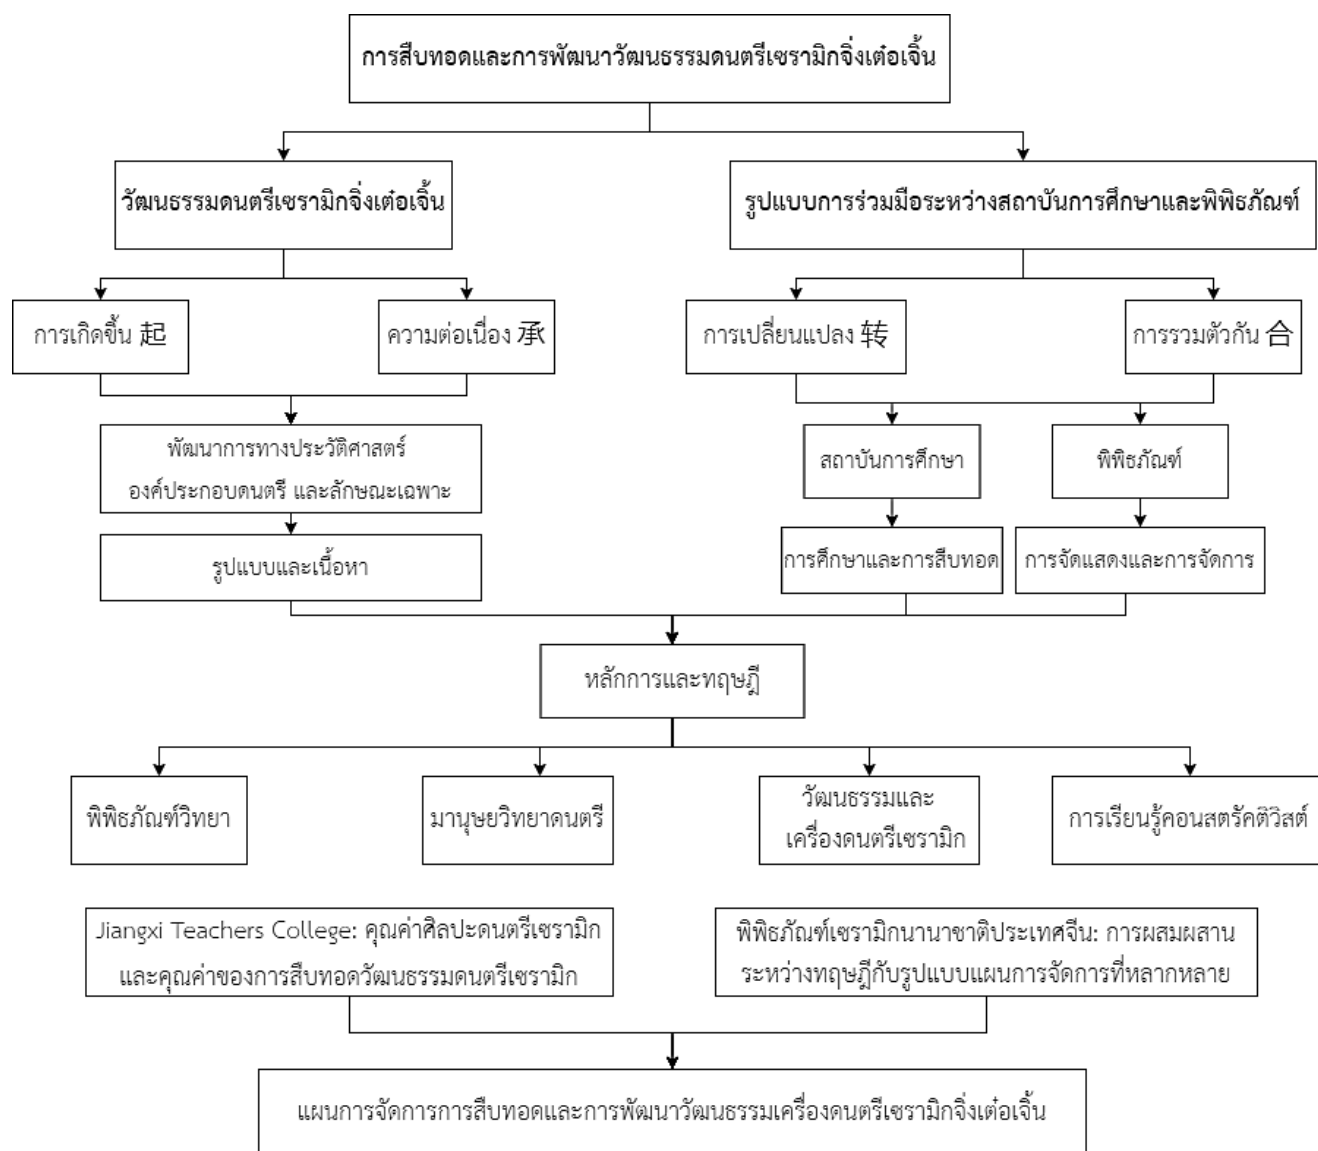 การสืบทอดและการพัฒนาวัฒนธรรมดนตรีเซรามิกจิ่งเต๋อเจิ้น
วัฒนธรรมดนตรีเซรามิกจิ่งเต๋อเจิ้น
รูปแบบการร่วมมือระหว่างสถาบันการศึกษาและพิพิธภัณฑ์
การเกิดขึ้น 起
ความต่อเนื่อง 承
การเปลี่ยนแปลง 转
การรวมตัวกัน 合
พัฒนาการทางประวัติศาสตร์
องค์ประกอบดนตรี และลักษณะเฉพาะ
สถาบันการศึกษา
พิพิธภัณฑ์
รูปแบบและเนื้อหา
การศึกษาและการสืบทอด
การจัดแสดงและการจัดการ
หลักการและทฤษฎี
พิพิธภัณฑ์วิทยา
มานุษยวิทยาดนตรี
วัฒนธรรมและ
เครื่องดนตรีเซรามิก
การเรียนรู้คอนสตรัคติวิสต์
Jiangxi Teachers College: คุณค่าศิลปะดนตรีเซรามิก
และคุณค่าของการสืบทอดวัฒนธรรมดนตรีเซรามิก
พิพิธภัณฑ์เซรามิกนานาชาติประเทศจีน: การผสมผสาน
ระหว่างทฤษฎีกับรูปแบบแผนการจัดการที่หลากหลาย
แผนการจัดการการสืบทอดและการพัฒนาวัฒนธรรมเครื่องดนตรีเซรามิกจิ่งเต๋อเจิ้น